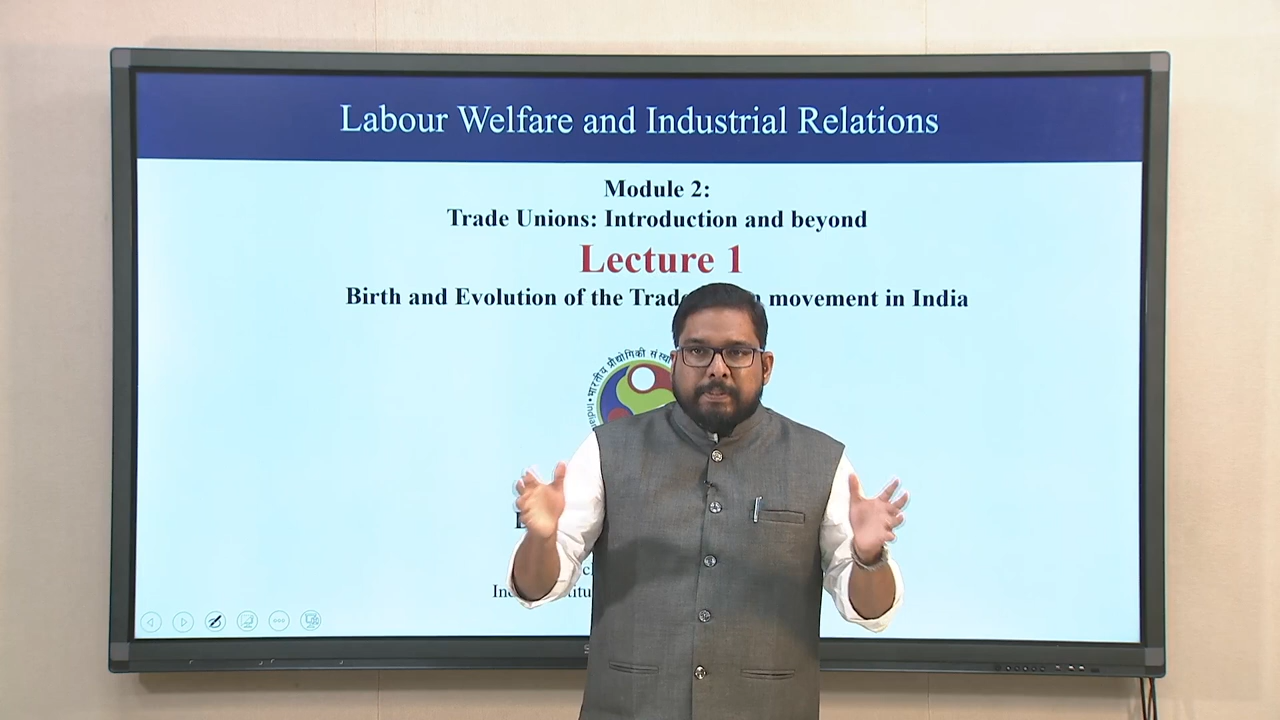 Labour Welfare and Industrial Relations
Module 2:
Trade Unions: Introduction and beyond
Lecture 1
Birth and Evolution of the movement in India
भारतीय प्रौद्योगिकी